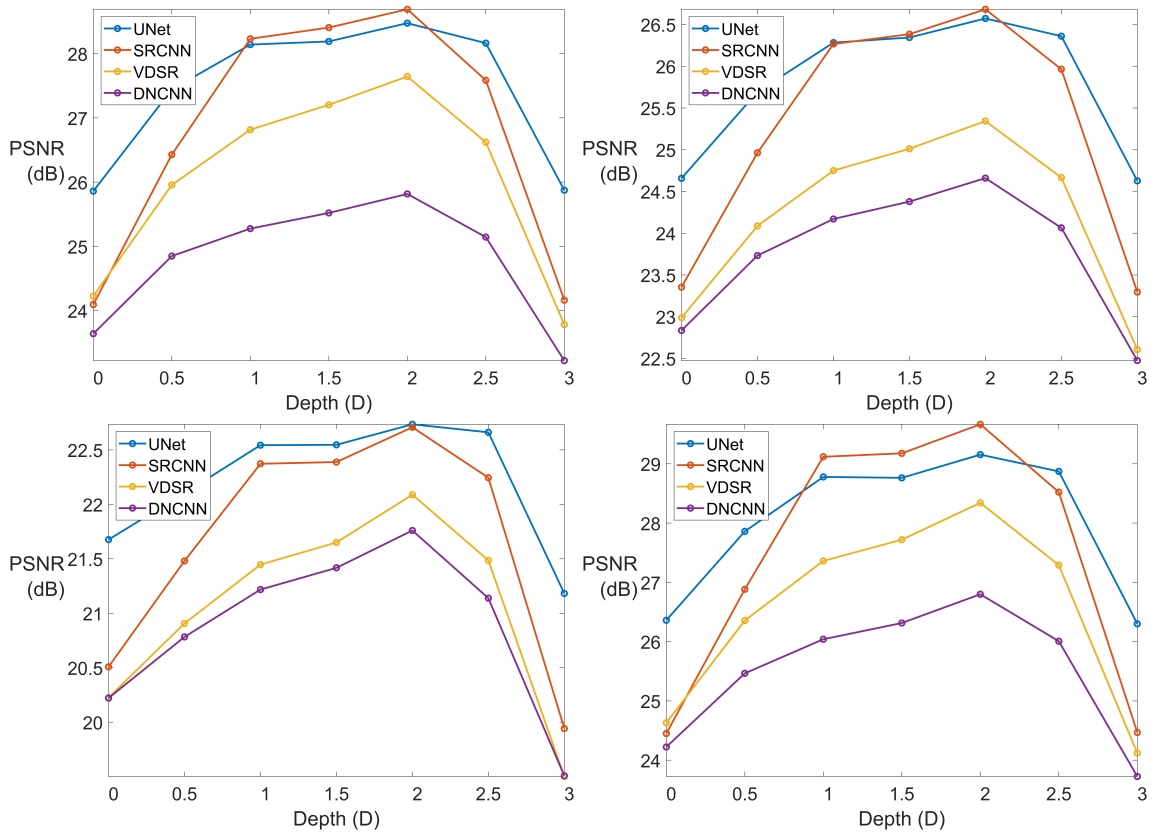 UNet
SRCNN
VDSR
DNCNN
28
27
26
25
24
PSNR
(dB)
0 0.5 1 1.5 2 2.5 3
Depth (D)
UNet
SRCNN
VDSR
DNCNN
26.5
26
25.5
25
24.5
24
23.5
23
22.5
PSNR
(dB)
0 0.5 1 1.5 2 2.5 3
Depth (D)
UNet
SRCNN
VDSR
DNCNN
22.5
22
21.5
21
20.5
20
PSNR
(dB)
0 0.5 1 1.5 2 2.5 3
Depth (D)
UNet
SRCNN
VDSR
DNCNN
29
28
27
26
25
24
PSNR
(dB)
0 0.5 1 1.5 2 2.5 3
Depth (D)